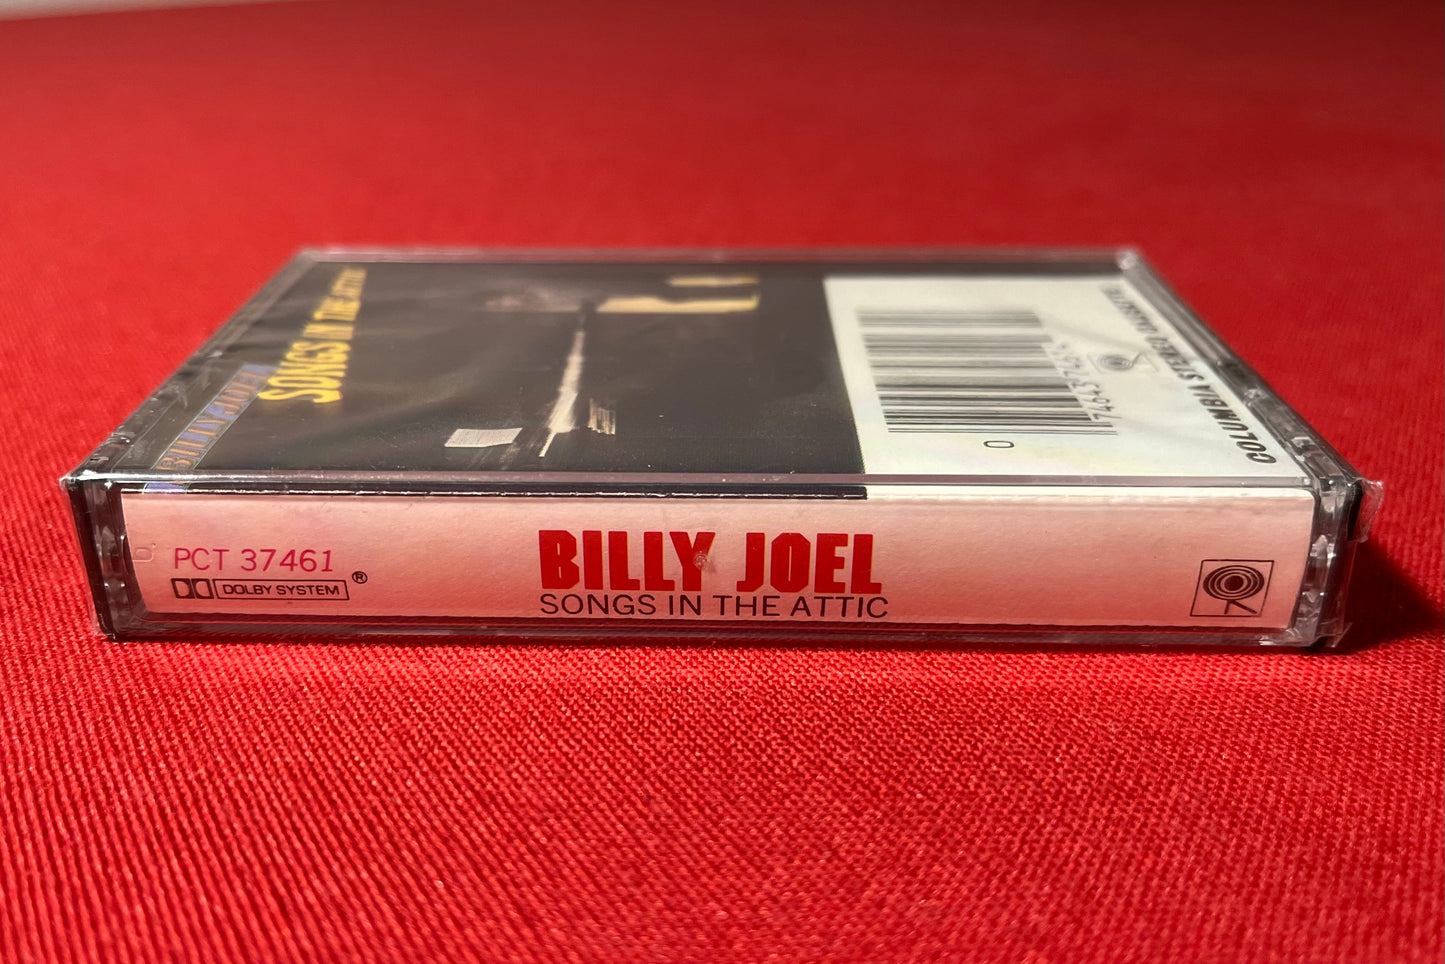 SONGS IN THE ATTIC
BILLY JOEL
COLUMBIA STEREO CASSETTE
0
PCT 37461
DOLBY SYSTEM ®
BILLY JOEL
SONGS IN THE ATTIC